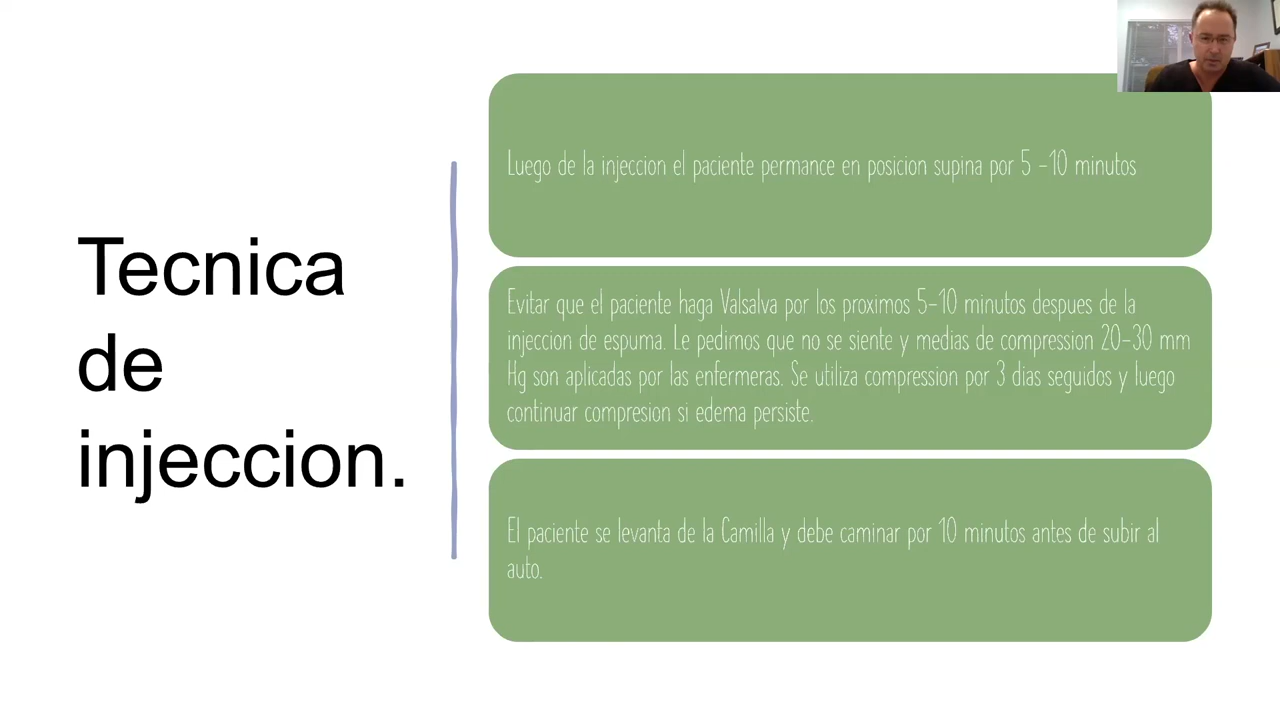 Tecnica
de
injeccion.
Luego de la injeccion el paciente permance en posicion supina por 5 -10 minutos
Evitar que el paciente haga Valsalva por los proximos 5-10 minutos despues de la
injeccion de espuma. Le pedimos que no se siente y medias de compression 20-30 mm
Hg son aplicadas por las enfermeras. Se utiliza compression por 3 dias seguidos y luego
continuar compresion si edema persiste.
El paciente se levanta de la Camilla y debe caminar por 10 minutos antes de subir al
auto.